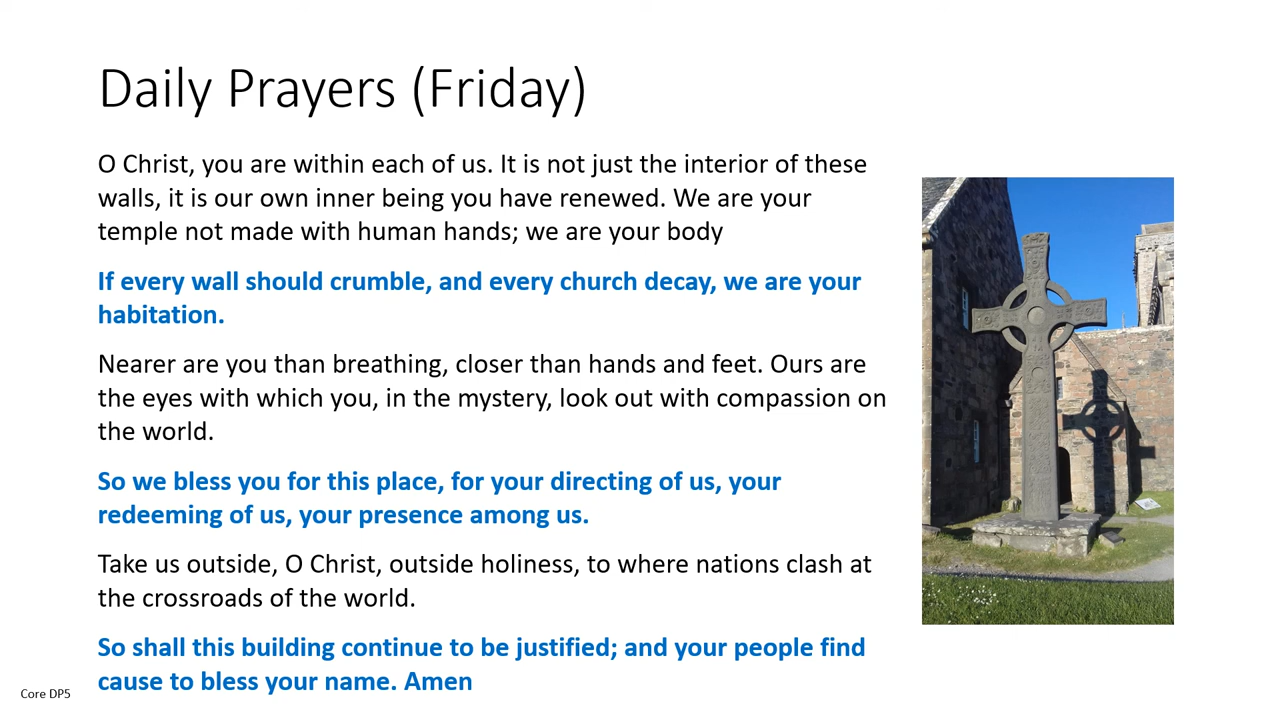 Daily Prayers (Friday)
O Christ, you are within each of us. It is not just the interior of these
walls, it is our own inner being you have renewed. We are your
temple not made with human hands; we are your body
If every wall should crumble, and every church decay, we are your
habitation.
Nearer are you than breathing, closer than hands and feet. Ours are
the eyes with which you, in the mystery, look out with compassion on
the world.
So we bless you for this place, for your directing of us, your
redeeming of us, your presence among us.
Take us outside, O Christ, outside holiness, to where nations clash at
the crossroads of the world.
So shall this building continue to be justified; and your people find
cause to bless your name. Amen
Core DP5